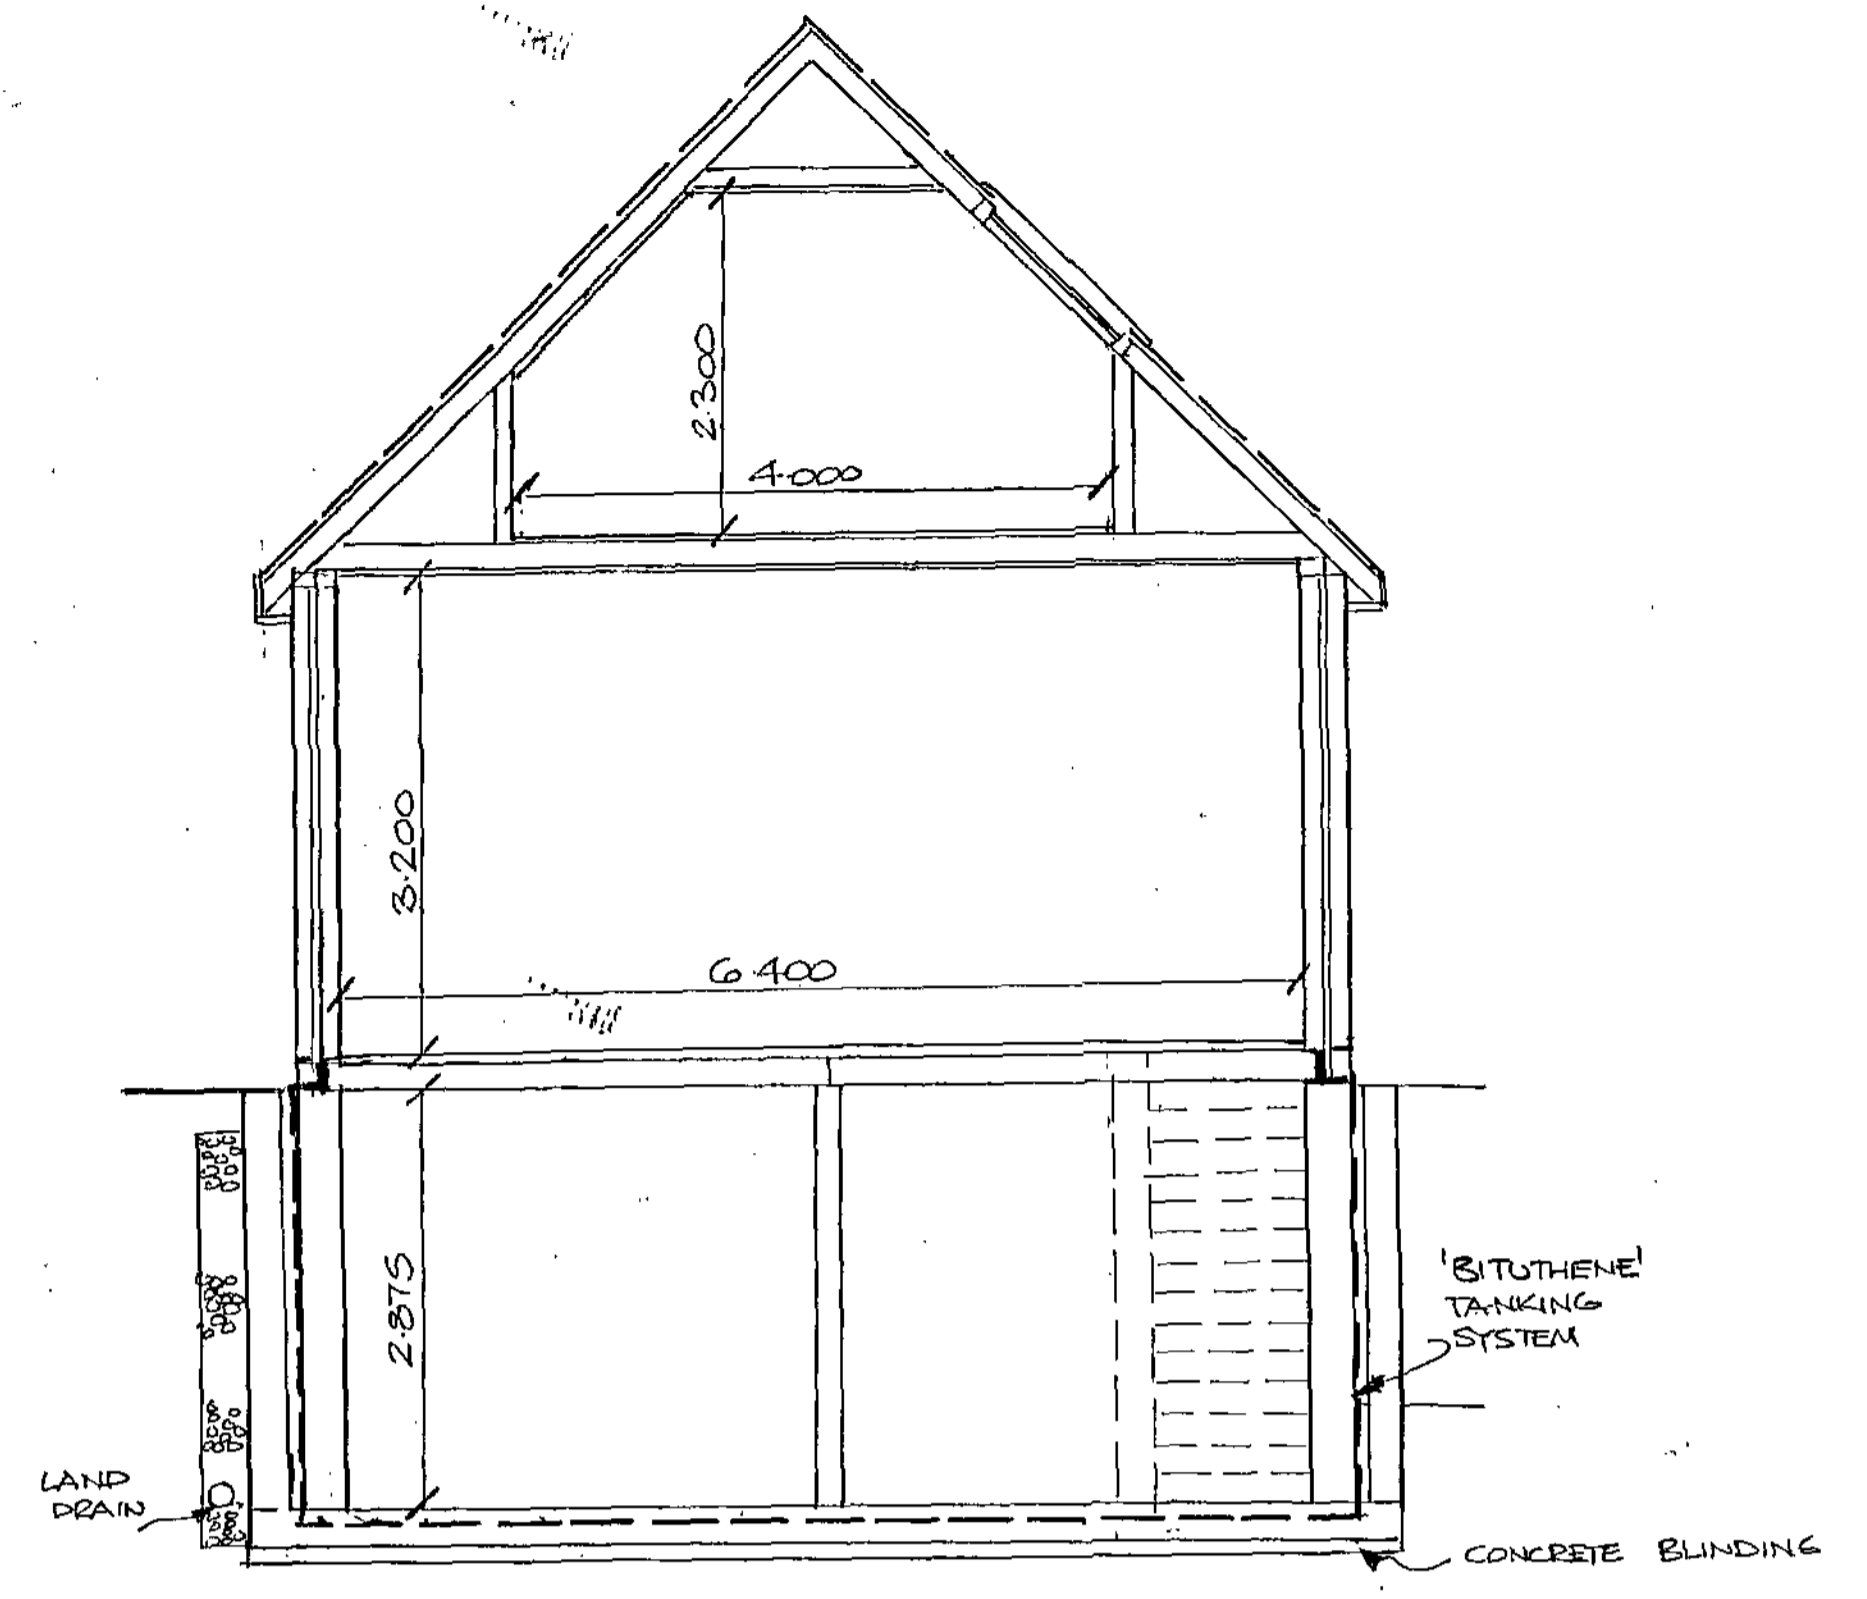 2.300
4.000
3.200
6.400
2.875
'BITUTHENE'
TANKING
SYSTEM
LAND
DRAIN
CONCRETE BLINDING